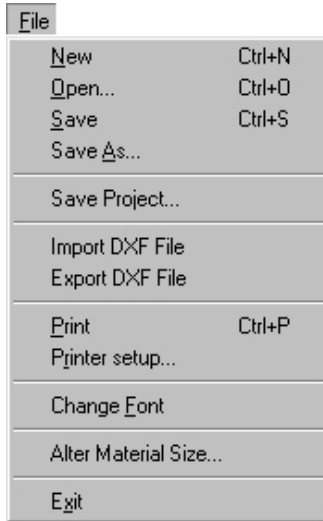 File
New Ctrl+N
Open... Ctrl+O
Save Ctrl+S
Save As...
Save Project...
Import DXF File
Export DXF File
Print Ctrl+P
Printer setup...
Change Font
Alter Material Size...
Exit